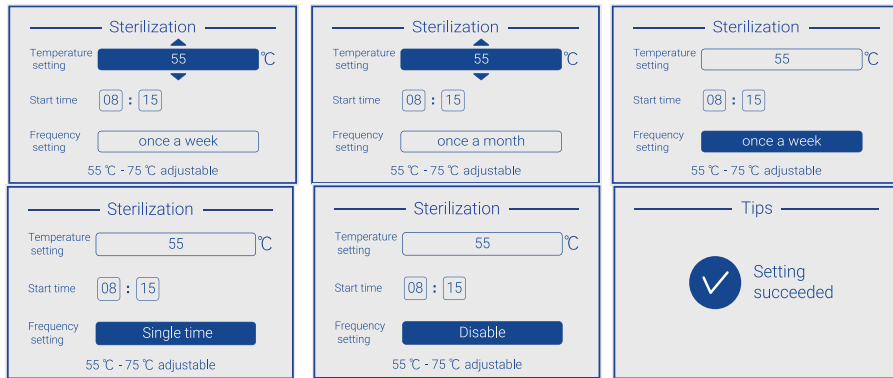 Sterilization
Temperature
setting
55
℃
Start time
08 : 15
Frequency
setting
once a week
55 ℃ - 75 ℃ adjustable
Sterilization
Temperature
setting
55
℃
Start time
08 : 15
Frequency
setting
once a month
55 ℃ - 75 ℃ adjustable
Sterilization
Temperature
setting
55
℃
Start time
08 : 15
Frequency
setting
once a week
55 ℃ - 75 ℃ adjustable
Sterilization
Temperature
setting
55
℃
Start time
08 : 15
Frequency
setting
Single time
55 ℃ - 75 ℃ adjustable
Sterilization
Temperature
setting
55
℃
Start time
08 : 15
Frequency
setting
Disable
55 ℃ - 75 ℃ adjustable
Tips
Setting
succeeded